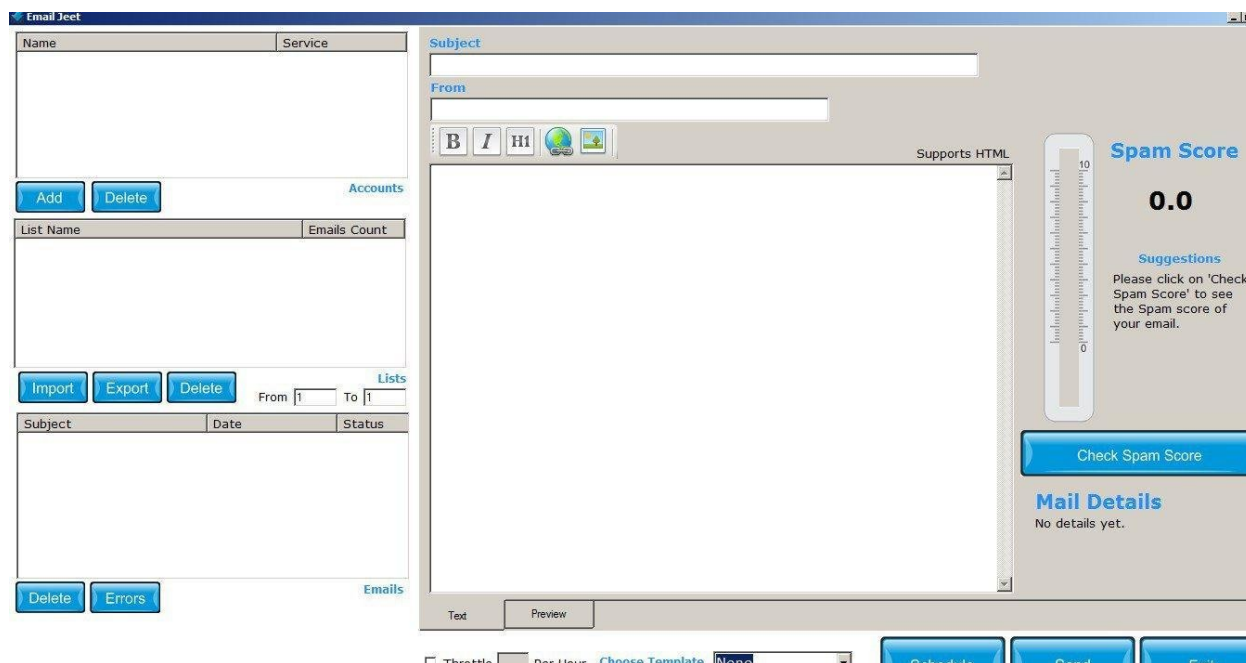 Email Jeet
Name Service
Add Delete Accounts
List Name Emails Count
Import Export Delete Lists
From 1 To 1
Subject Date Status
Delete Errors Emails
Subject
From
B I H1
Supports HTML
10
0
Spam Score
0.0
Suggestions
Please click on 'Check
Spam Score' to see
the Spam score of
your email.
Check Spam Score
Mail Details
No details yet.
Text Preview
Throttle Per Hour Choose Template None Schedule Send Exit